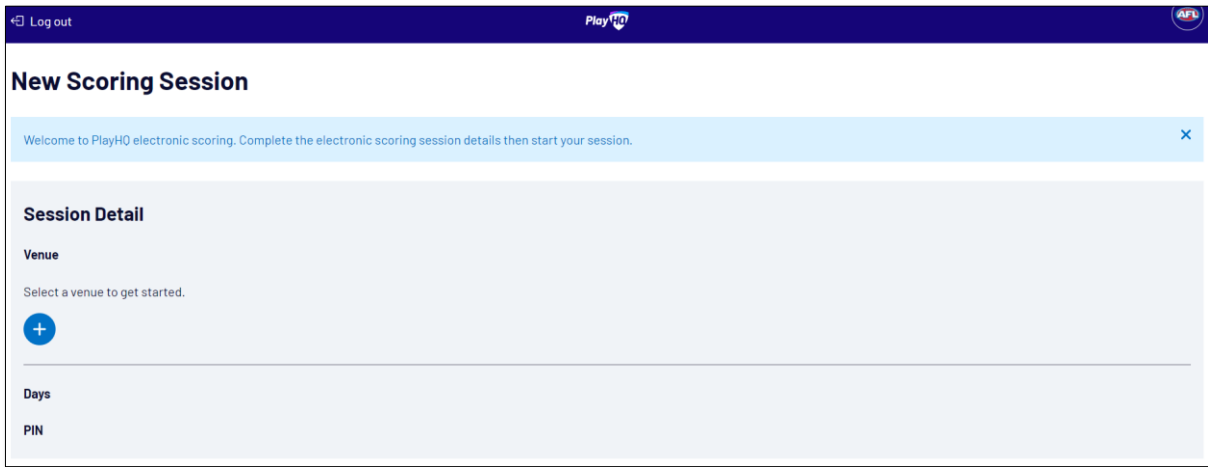 Log out
PlayHQ
AFL
New Scoring Session
Welcome to PlayHQ electronic scoring. Complete the electronic scoring session details then start your session.
Session Detail
Venue
Select a venue to get started.
Days
PIN